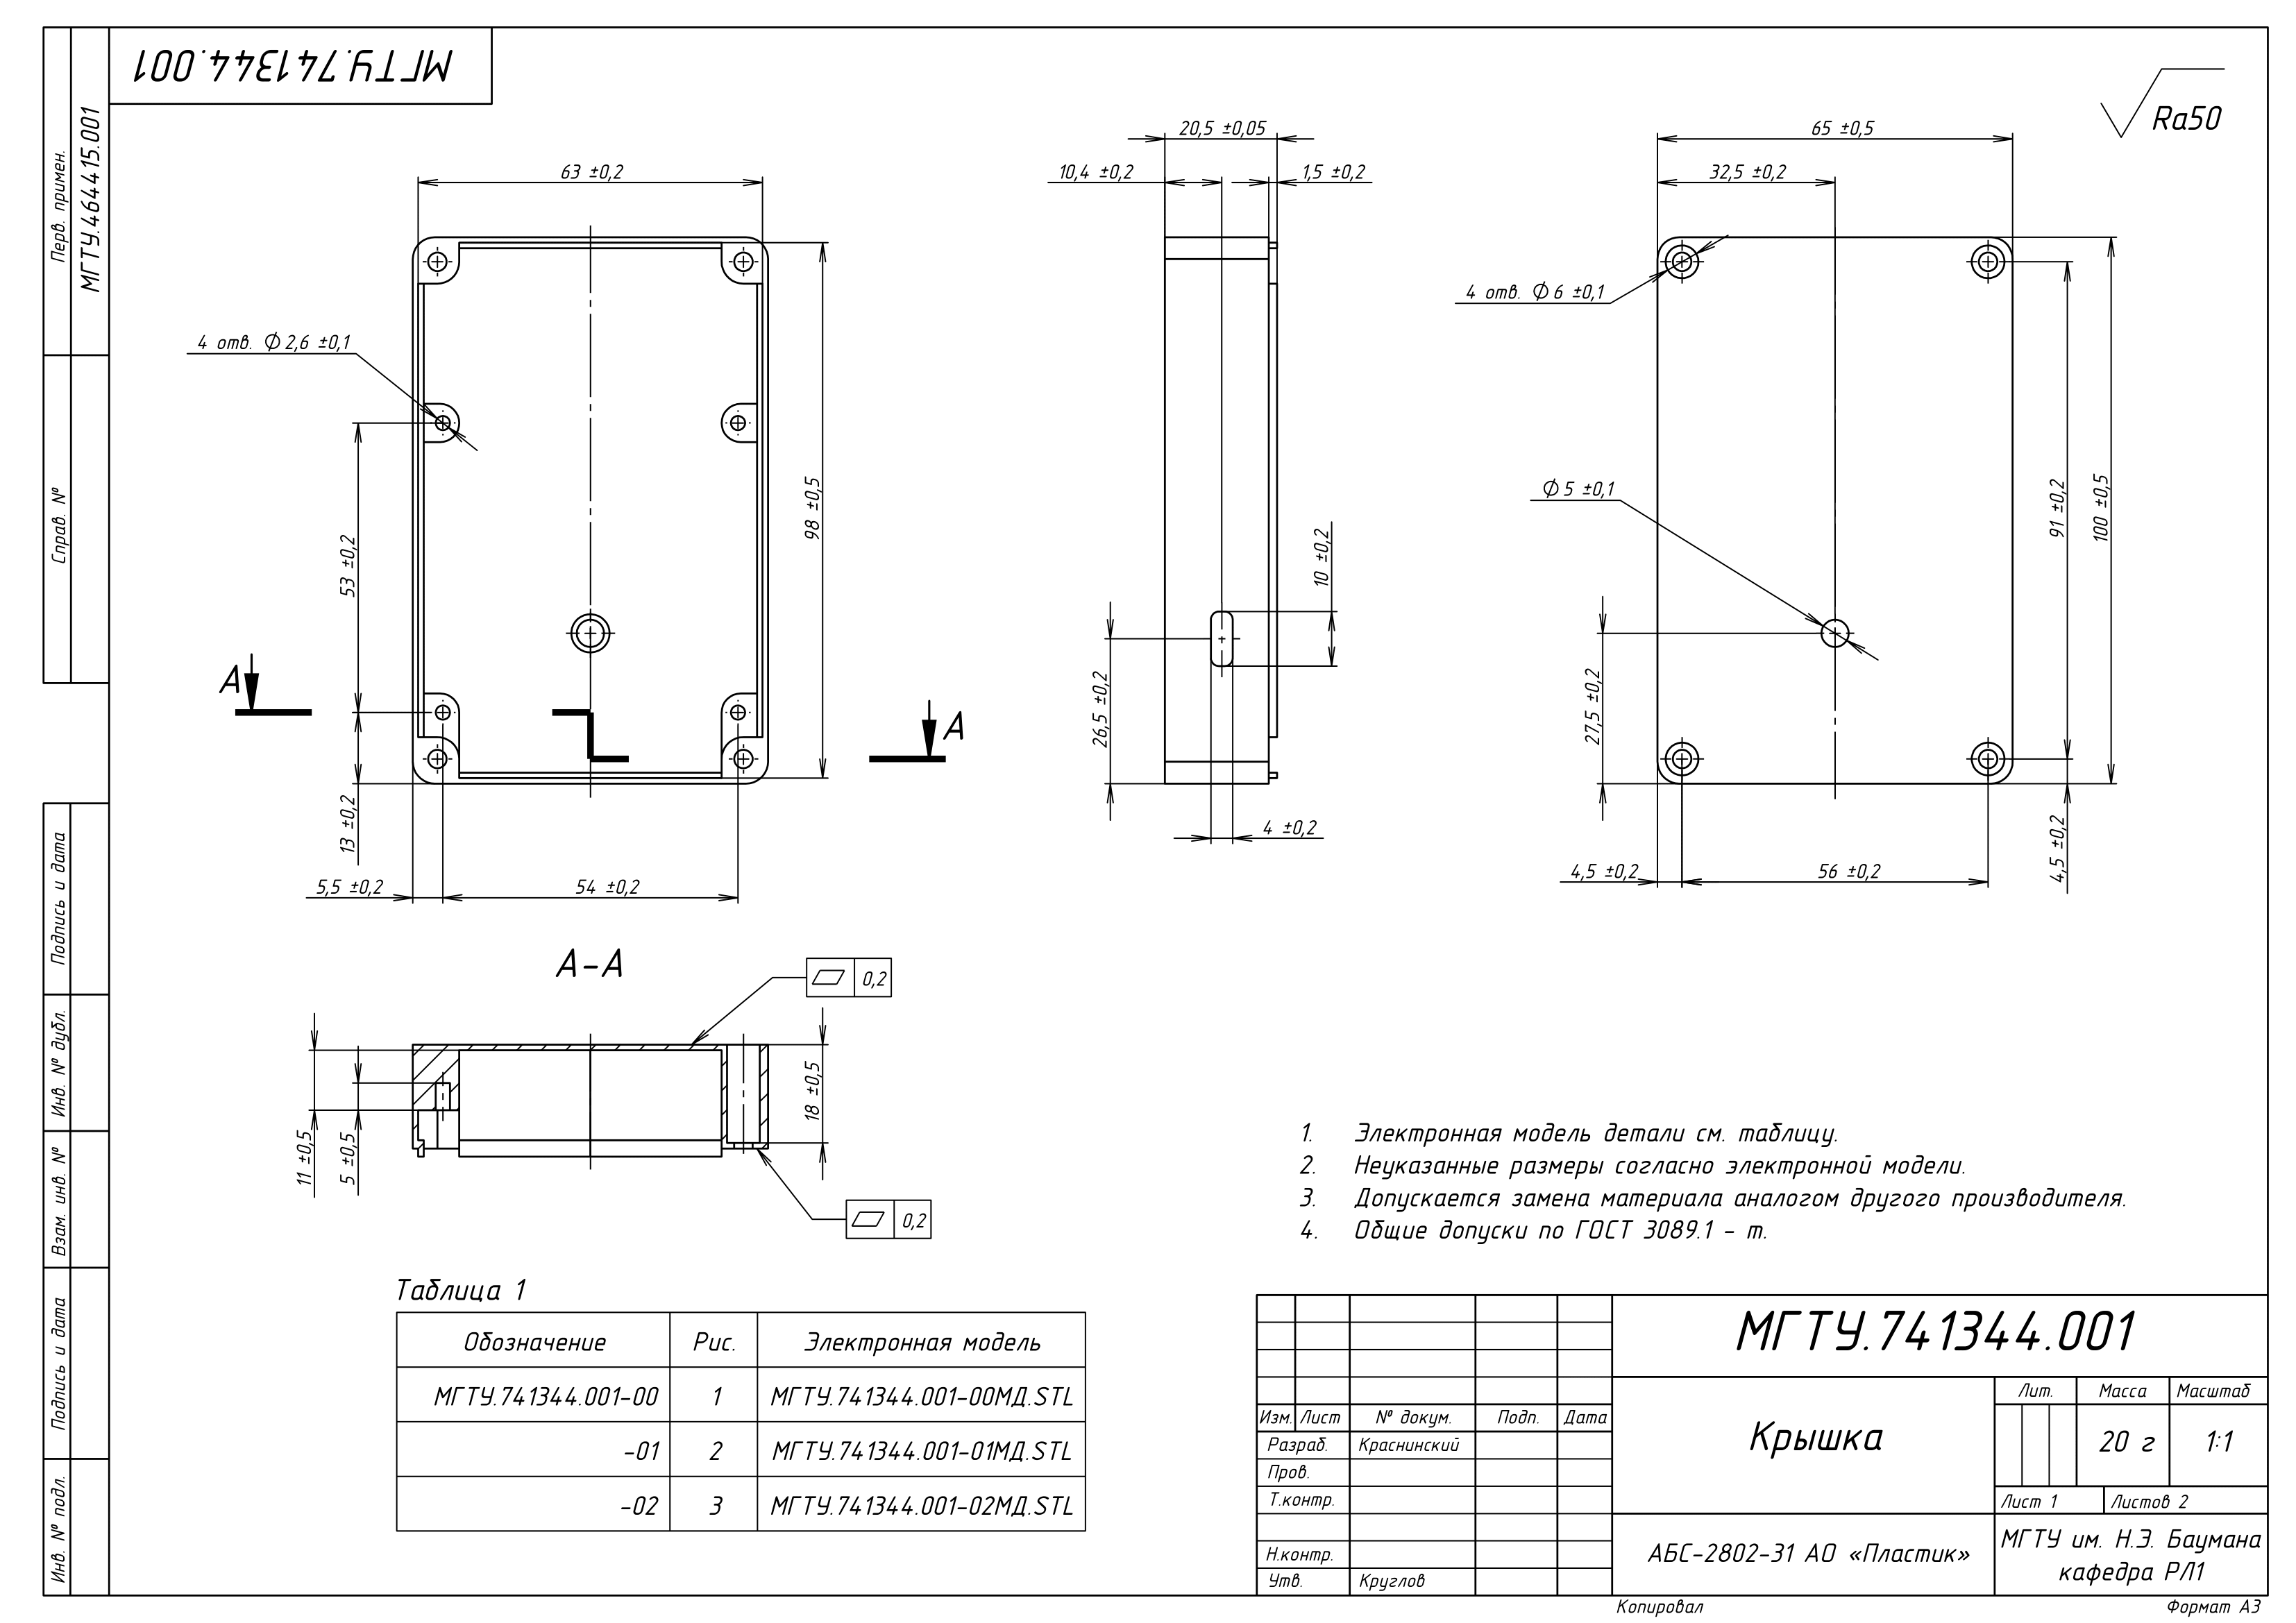 МГТУ.741344.001
Перв. примен.
МГТУ.464415.001
Справ. №
Подпись и дата
Инв. № дубл.
Взам. инв. №
Подпись и дата
Инв. № подл.
Ra50
63 ±0,2
4 отв. ϕ 2,6 ±0,1
98 ±0,5
53 ±0,2
13 ±0,2
5,5 ±0,2
54 ±0,2
А
А
20,5 ±0,05
10,4 ±0,2
1,5 ±0,2
10 ±0,2
26,5 ±0,2
4 ±0,2
65 ±0,5
32,5 ±0,2
4 отв. ϕ 6 ±0,1
ϕ 5 ±0,1
91 ±0,2
100 ±0,5
27,5 ±0,2
4,5 ±0,2
56 ±0,2
4,5 ±0,2
А-А
0,2
18 ±0,5
11 ±0,5
5 ±0,5
0,2
1. Электронная модель детали см. таблицу.
2. Неуказанные размеры согласно электронной модели.
3. Допускается замена материала аналогом другого производителя.
4. Общие допуски по ГОСТ 3089.1 - т.
Таблица 1
Обозначение Рис. Электронная модель
МГТУ.741344.001-00 1 МГТУ.741344.001-00МД.STL
-01 2 МГТУ.741344.001-01МД.STL
-02 3 МГТУ.741344.001-02МД.STL
МГТУ.741344.001
Изм. Лист № докум. Подп. Дата
Разраб. Краснинский
Пров.
Т.контр.
Н.контр.
Утв. Круглов
Крышка
Лит. Масса Масштаб
20 г 1:1
Лист 1 Листов 2
АБС-2802-31 АО «Пластик»
МГТУ им. Н.Э. Баумана
кафедра РЛ1
Копировал
Формат А3